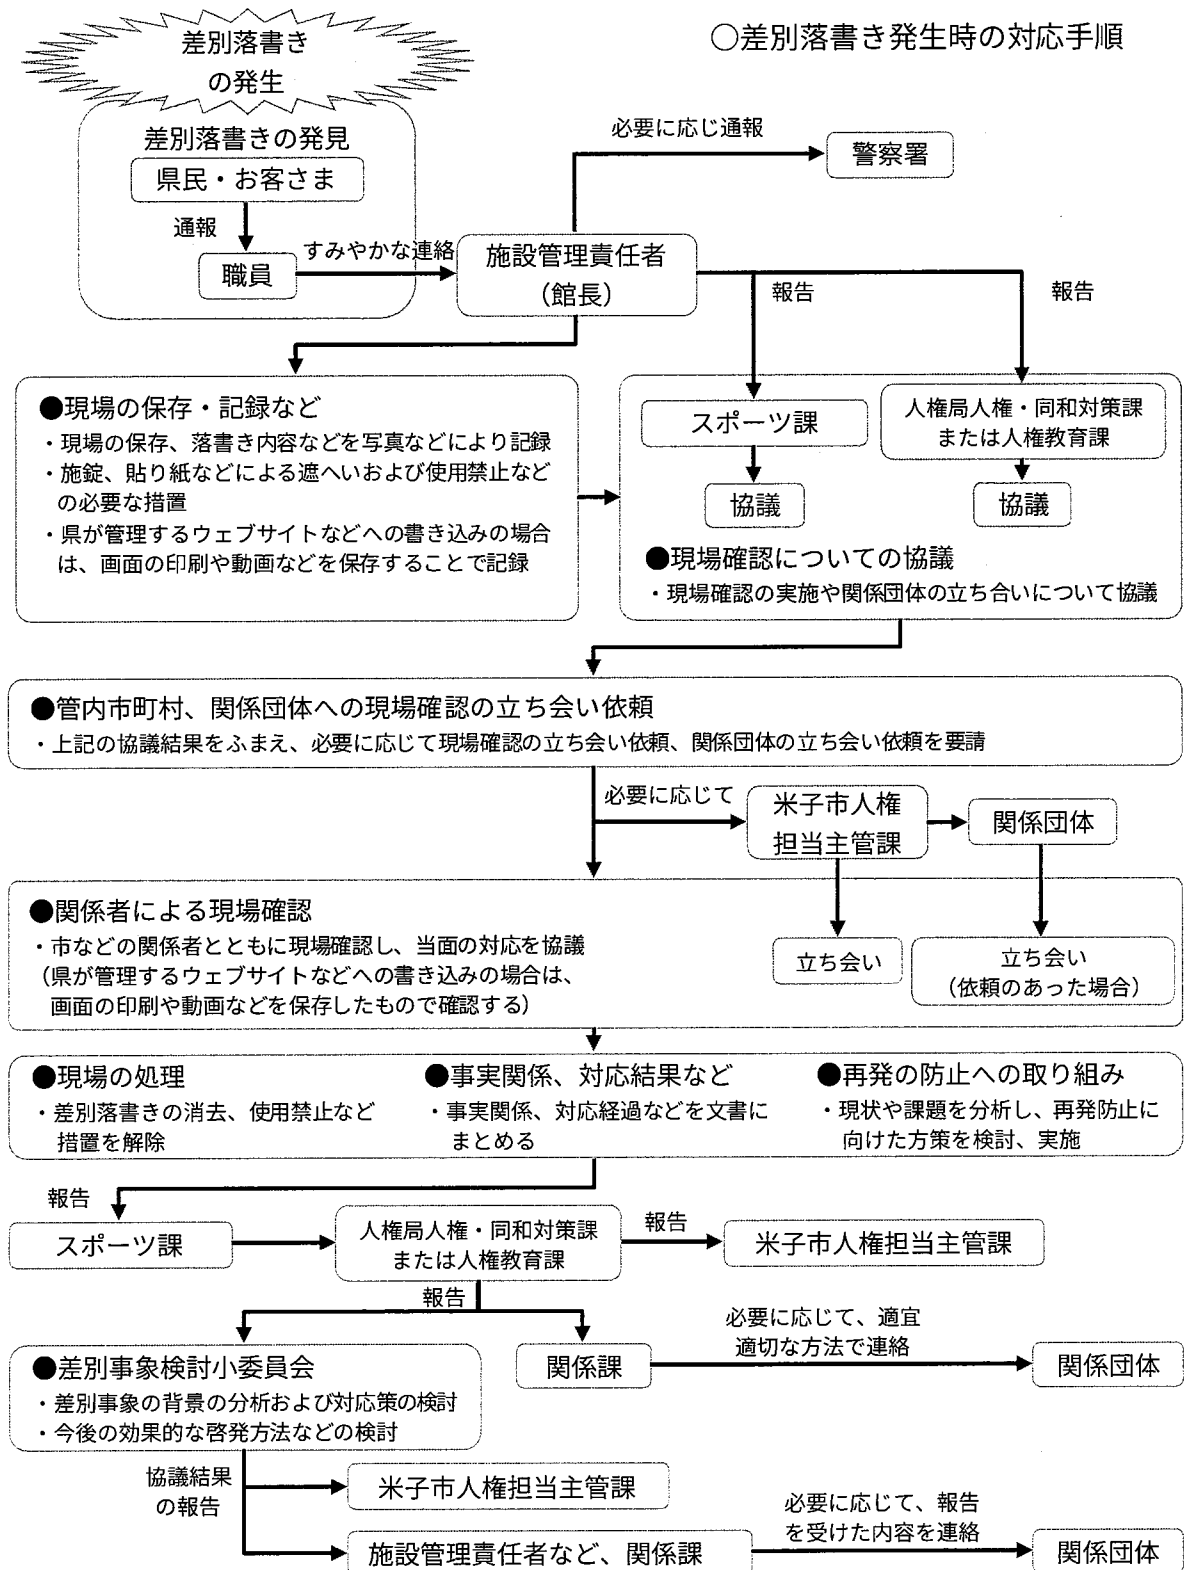 ○差別落書き発生時の対応手順
差別落書き
の発生
差別落書きの発見
県民・お客さま
通報
職員
すみやかな連絡
施設管理責任者
（館長）
必要に応じ通報
警察署
報告
報告
●現場の保存・記録など
・現場の保存、落書き内容などを写真などにより記録
・施錠、貼り紙などによる遮へいおよび使用禁止など
の必要な措置
・県が管理するウェブサイトなどへの書き込みの場合
は、画面の印刷や動画などを保存することで記録
スポーツ課
協議
人権局人権・同和対策課
または人権教育課
協議
●現場確認についての協議
・現場確認の実施や関係団体の立ち合いについて協議
●管内市町村、関係団体への現場確認の立ち会い依頼
・上記の協議結果をふまえ、必要に応じて現場確認の立ち会い依頼、関係団体の立ち会い依頼を要請
必要に応じて
米子市人権
担当主管課
関係団体
●関係者による現場確認
・市などの関係者とともに現場確認し、当面の対応を協議
（県が管理するウェブサイトなどへの書き込みの場合は、
画面の印刷や動画などを保存したもので確認する）
立ち会い
立ち会い
（依頼のあった場合）
●現場の処理
・差別落書きの消去、使用禁止など
措置を解除
●事実関係、対応結果など
・事実関係、対応経過などを文書に
まとめる
●再発の防止への取り組み
・現状や課題を分析し、再発防止に
向けた方策を検討、実施
報告
スポーツ課
人権局人権・同和対策課
または人権教育課
報告
米子市人権担当主管課
報告
●差別事象検討小委員会
・差別事象の背景の分析および対応策の検討
・今後の効果的な啓発方法などの検討
関係課
必要に応じて、適宜
適切な方法で連絡
関係団体
協議結果
の報告
米子市人権担当主管課
施設管理責任者など、関係課
必要に応じて、報告
を受けた内容を連絡
関係団体